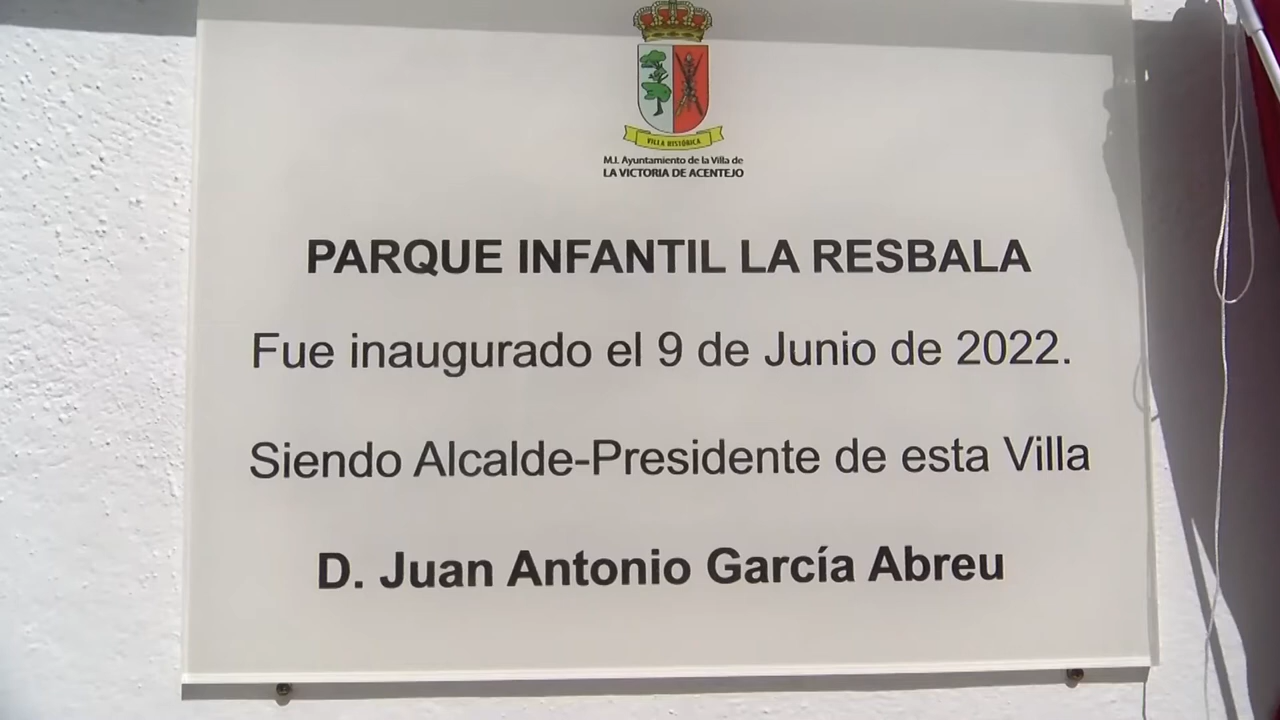 VILLA HISTÓRICA
M.I. Ayuntamiento de la Villa de
LA VICTORIA DE ACENTEJO
PARQUE INFANTIL LA RESBALA
Fue inaugurado el 9 de Junio de 2022.
Siendo Alcalde-Presidente de esta Villa
D. Juan Antonio García Abreu